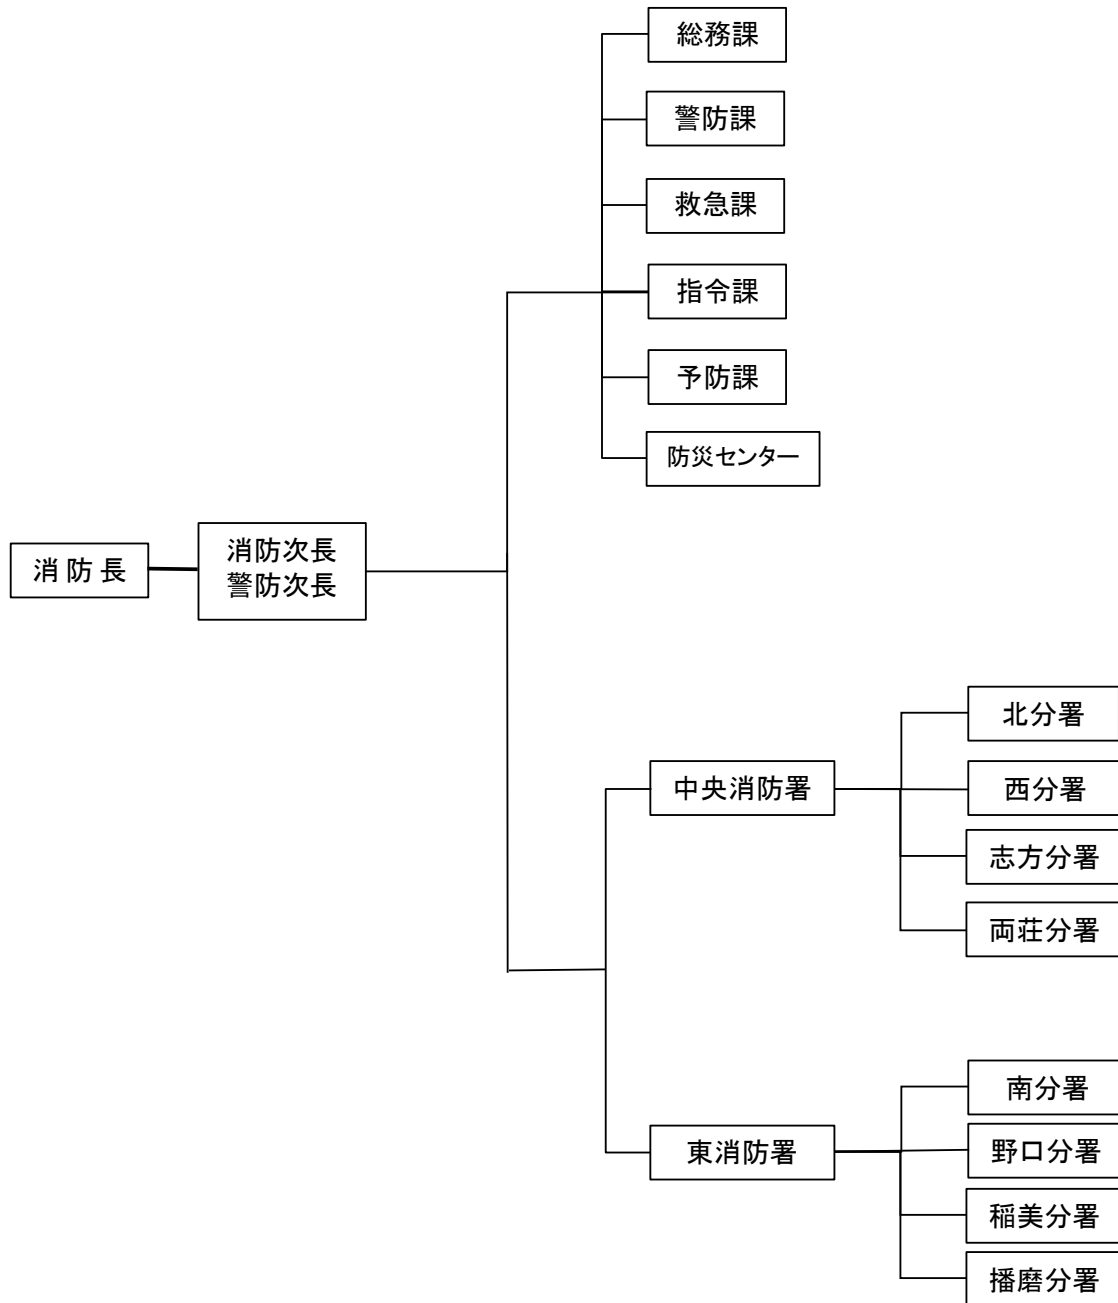 総務課
警防課
救急課
指令課
予防課
防災センター
消 防 長
消防次長
警防次長
北分署
中央消防署
西分署
志方分署
両荘分署
南分署
東消防署
野口分署
稲美分署
播磨分署